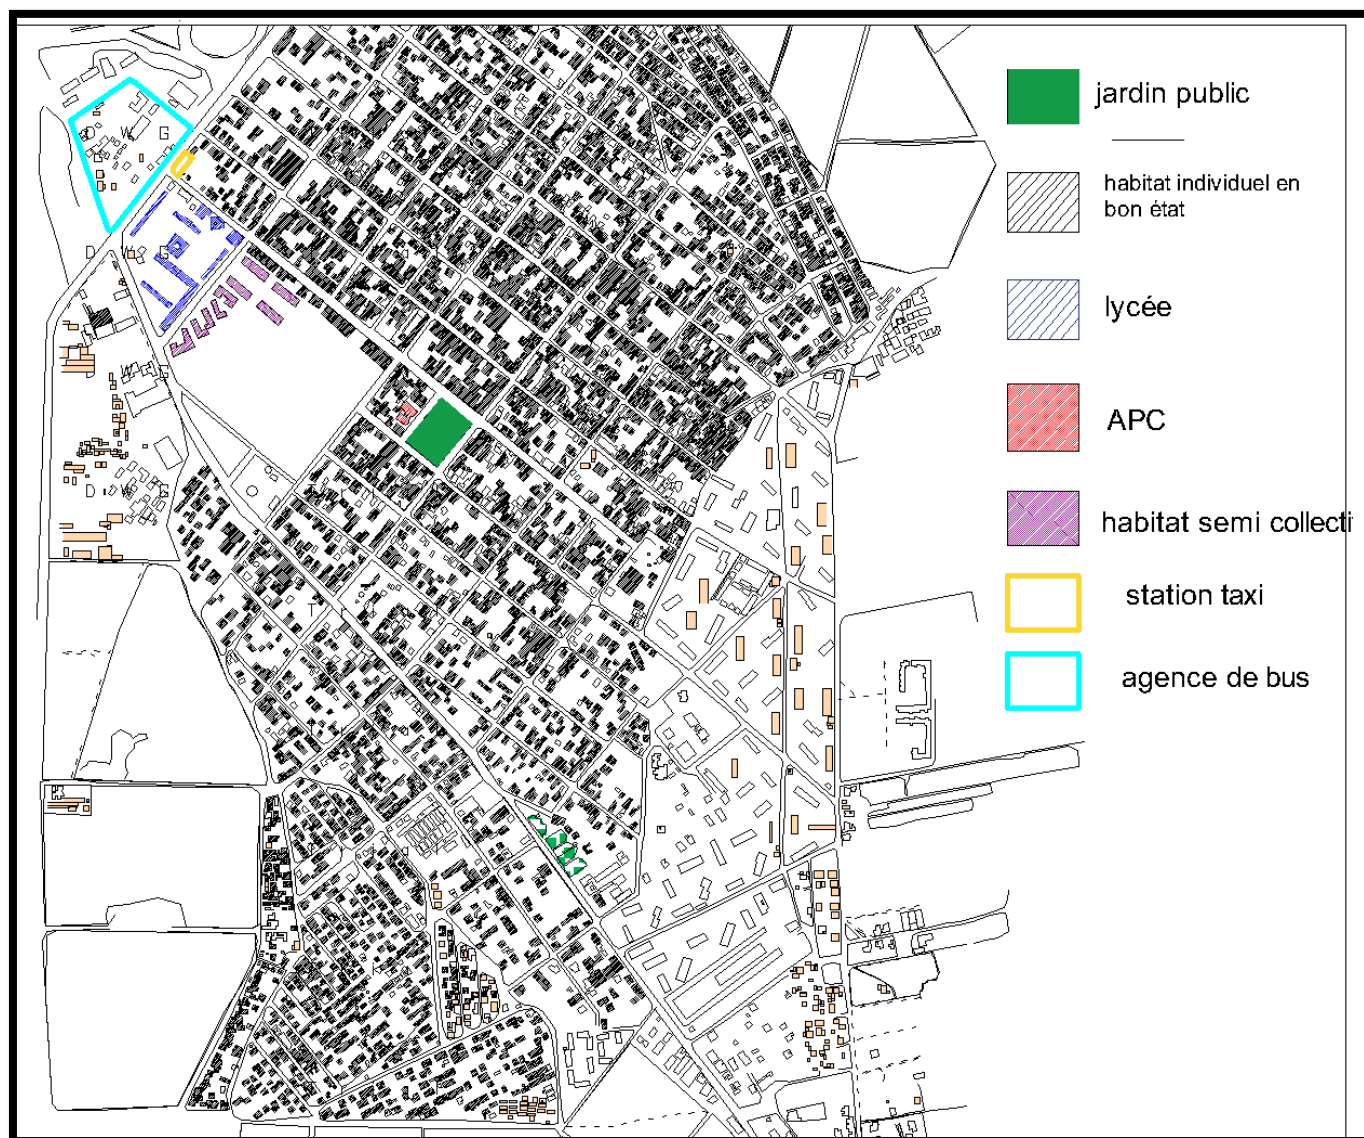 jardin public
habitat individuel en
bon état
lycée
APC
habitat semi collecti
station taxi
agence de bus
D W G
D W G
W G
D W G
T